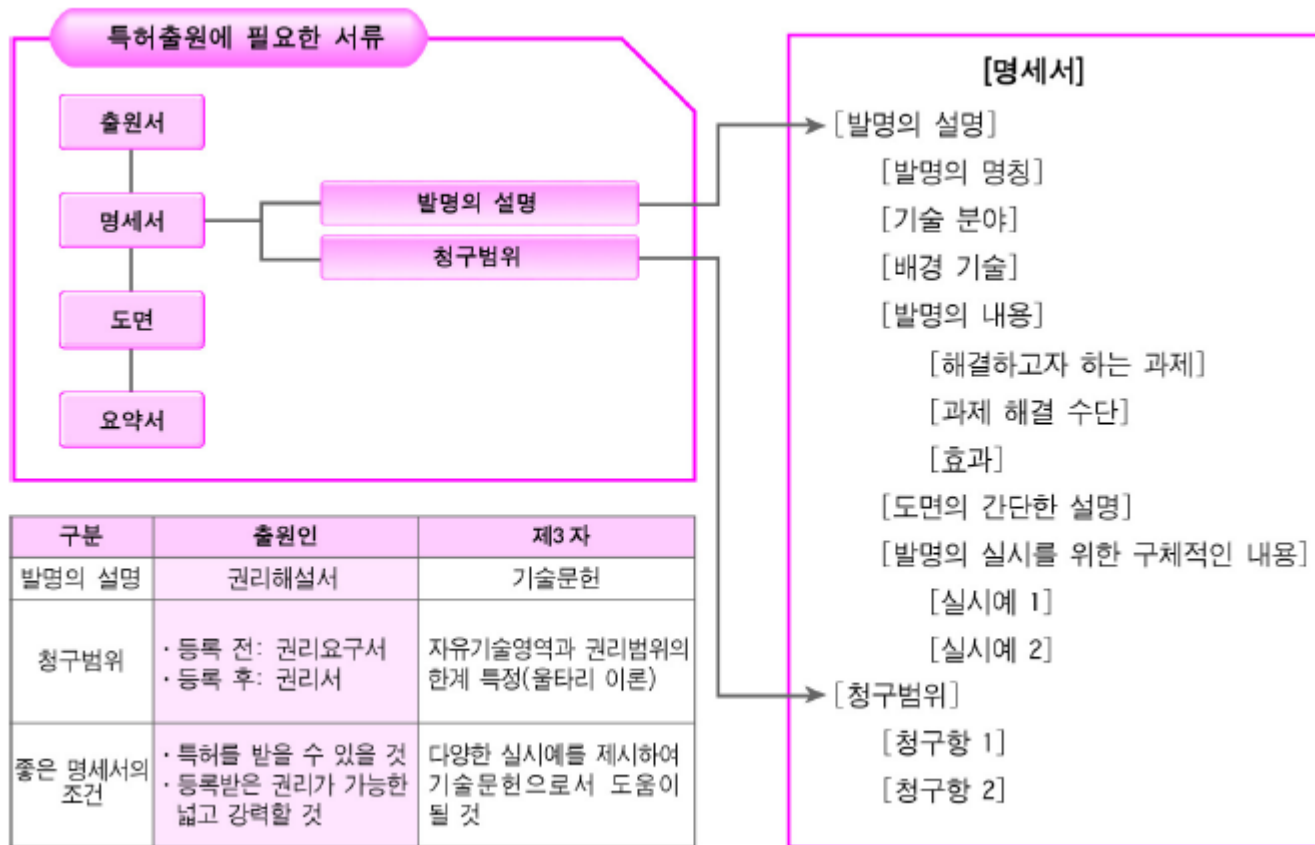 특허출원에 필요한 서류
출원서
명세서
발명의 설명
청구범위
도면
요약서
구분 출원인 제3자
발명의 설명 권리해설서 기술문헌
청구범위
· 등록 전: 권리요구서
· 등록 후: 권리서
자유기술영역과 권리범위의
한계 특정(울타리 이론)
좋은 명세서의
조건
· 특허를 받을 수 있을 것
· 등록받은 권리가 가능한
넓고 강력할 것
다양한 실시예를 제시하여
기술문헌으로서 도움이
될 것
[명세서]
[발명의 설명]
[발명의 명칭]
[기술 분야]
[배경 기술]
[발명의 내용]
[해결하고자 하는 과제]
[과제 해결 수단]
[효과]
[도면의 간단한 설명]
[발명의 실시를 위한 구체적인 내용]
[실시예 1]
[실시예 2]
[청구범위]
[청구항 1]
[청구항 2]